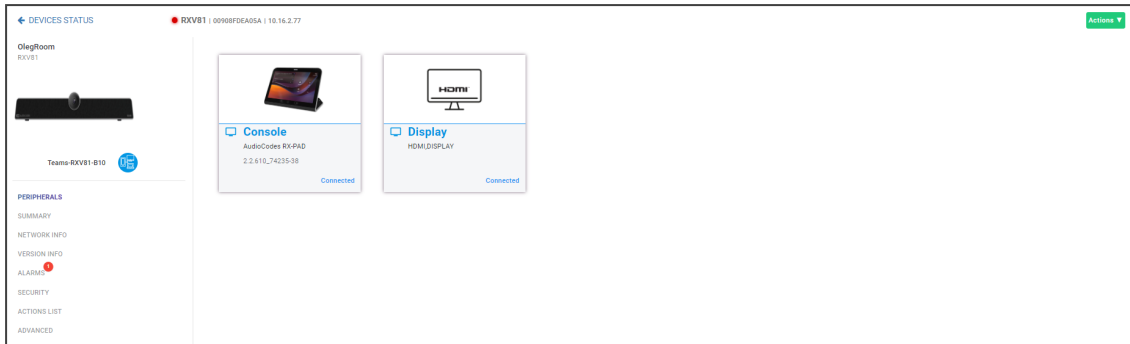 ← DEVICES STATUS
RXV81 | 00908FDEA05A | 10.16.2.77
Actions ▼
OlegRoom
RXV81
Teams-RXV81-B10
PERIPHERALS
SUMMARY
NETWORK INFO
VERSION INFO
ALARMS 1
SECURITY
ACTIONS LIST
ADVANCED
Console
AudioCodes RX-PAD
2.2.610_74235-38
Connected
HDMI
Display
HDMI,DISPLAY
Connected